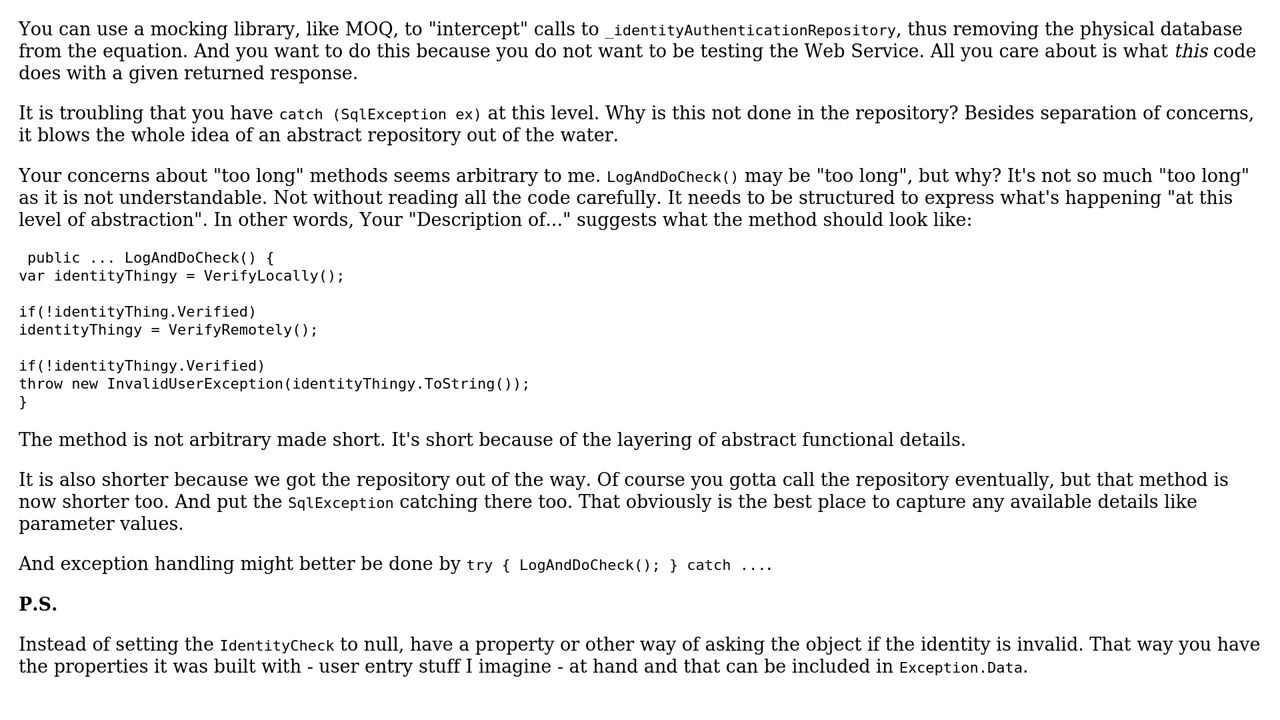 You can use a mocking library, like MOQ, to "intercept" calls to _identityAuthenticationRepository, thus removing the physical database
from the equation. And you want to do this because you do not want to be testing the Web Service. All you care about is what this code
does with a given returned response.
It is troubling that you have catch (SqlException ex) at this level. Why is this not done in the repository? Besides separation of concerns,
it blows the whole idea of an abstract repository out of the water.
Your concerns about "too long" methods seems arbitrary to me. LogAndDoCheck() may be "too long", but why? It's not so much "too long"
as it is not understandable. Not without reading all the code carefully. It needs to be structured to express what's happening "at this
level of abstraction". In other words, Your "Description of..." suggests what the method should look like:
public ... LogAndDoCheck() {
var identityThingy = VerifyLocally();
if(!identityThing.Verified)
identityThingy = VerifyRemotely();
if(!identityThingy.Verified)
throw new InvalidUserException(identityThingy.ToString());
}
The method is not arbitrary made short. It's short because of the layering of abstract functional details.
It is also shorter because we got the repository out of the way. Of course you gotta call the repository eventually, but that method is
now shorter too. And put the SqlException catching there too. That obviously is the best place to capture any available details like
parameter values.
And exception handling might better be done by try { LogAndDoCheck(); } catch ....
P.S.
Instead of setting the IdentityCheck to null, have a property or other way of asking the object if the identity is invalid. That way you have
the properties it was built with - user entry stuff I imagine - at hand and that can be included in Exception.Data.